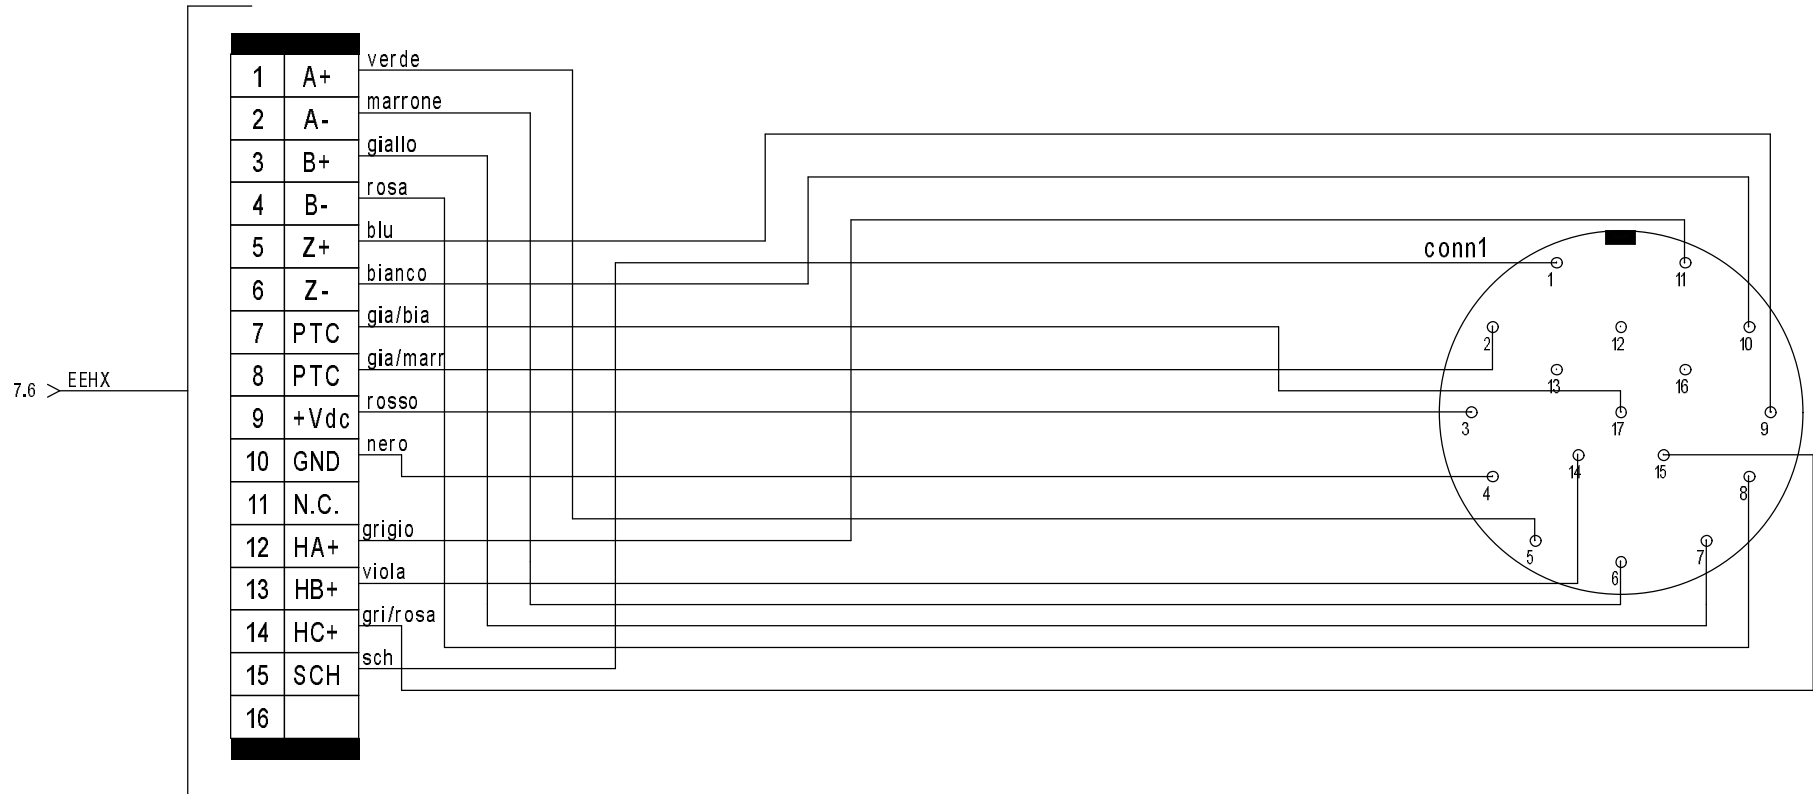 verde
1 A+
marrone
2 A-
giallo
3 B+
rosa
4 B-
blu
5 Z+
bianco
6 Z-
gia/bia
7 PTC
gia/marr
8 PTC
7.6 EEHX
rosso
9 +Vdc
nero
10 GND
11 N.C.
grigio
12 HA+
viola
13 HB+
gri/rosa
14 HC+
sch
15 SCH
16
conn1
1 11
2 12 10
13 16
3 17 9
14 15
4 8
5 7
6